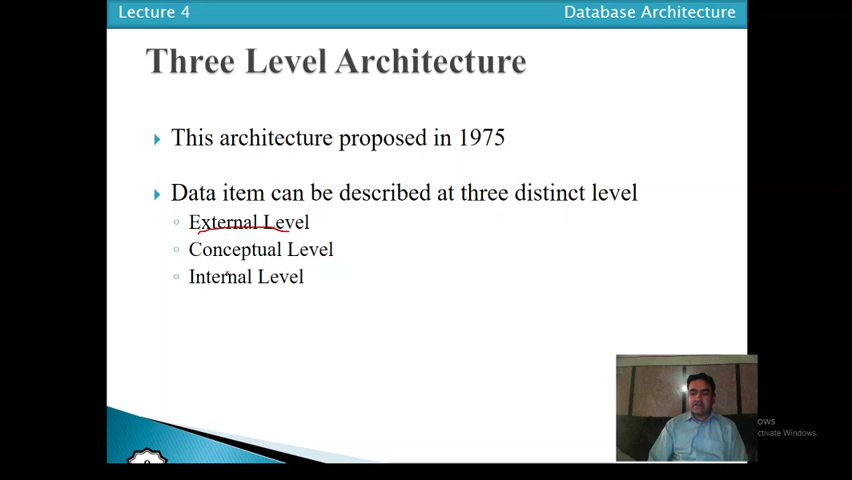 Lecture 4
Database Architecture
Three Level Architecture
This architecture proposed in 1975
Data item can be described at three distinct level
External Level
Conceptual Level
Internal Level
ctivate Windows.